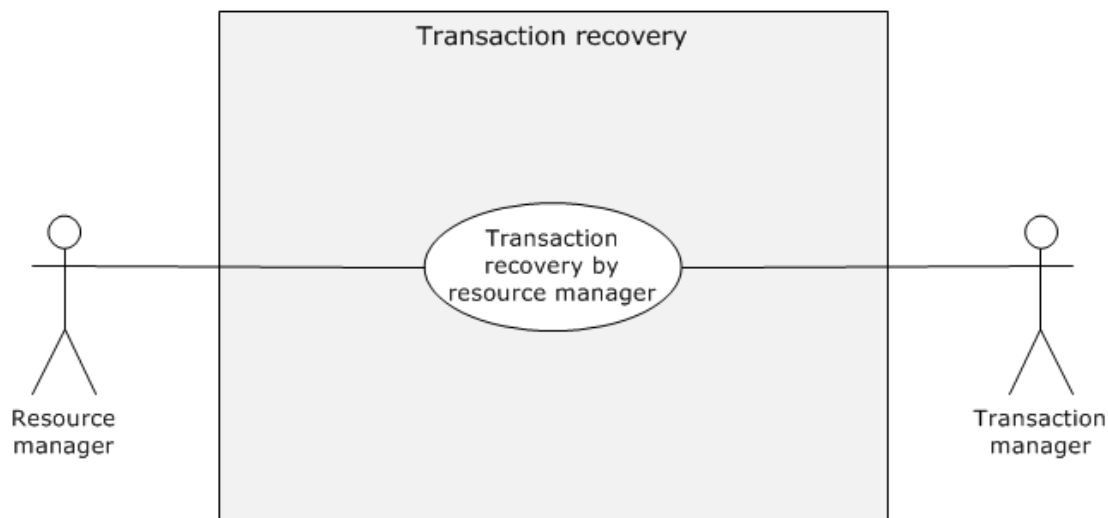 Transaction recovery
Transaction
recovery by
resource manager
Resource
manager
Transaction
manager